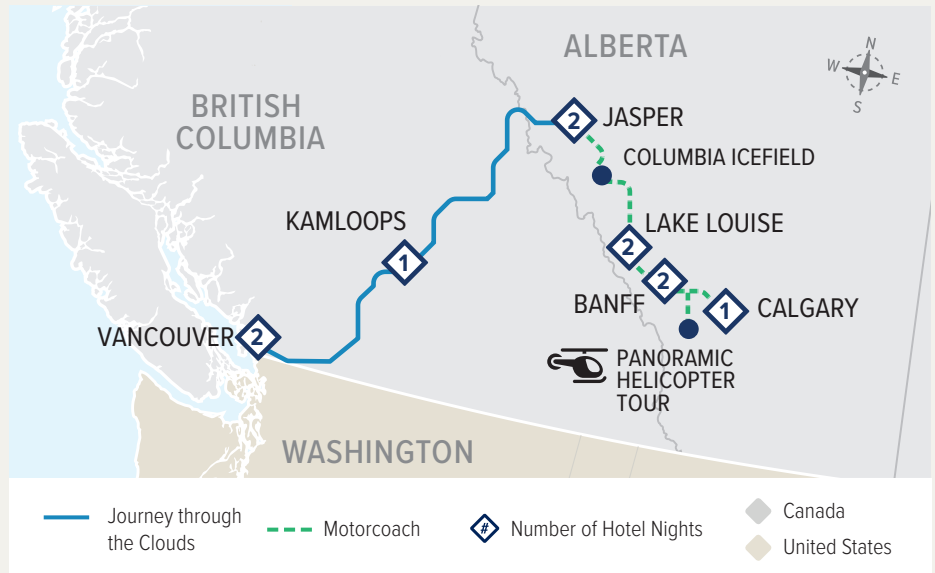 ALBERTA
N
W
E
S
BRITISH
COLUMBIA
2
JASPER
COLUMBIA ICEFIELD
KAMLOOPS
1
LAKE LOUISE
2
2
BANFF
1
CALGARY
VANCOUVER
2
PANORAMIC
HELICOPTER
TOUR
WASHINGTON
Journey through
the Clouds
Motorcoach
#
Number of Hotel Nights
Canada
United States